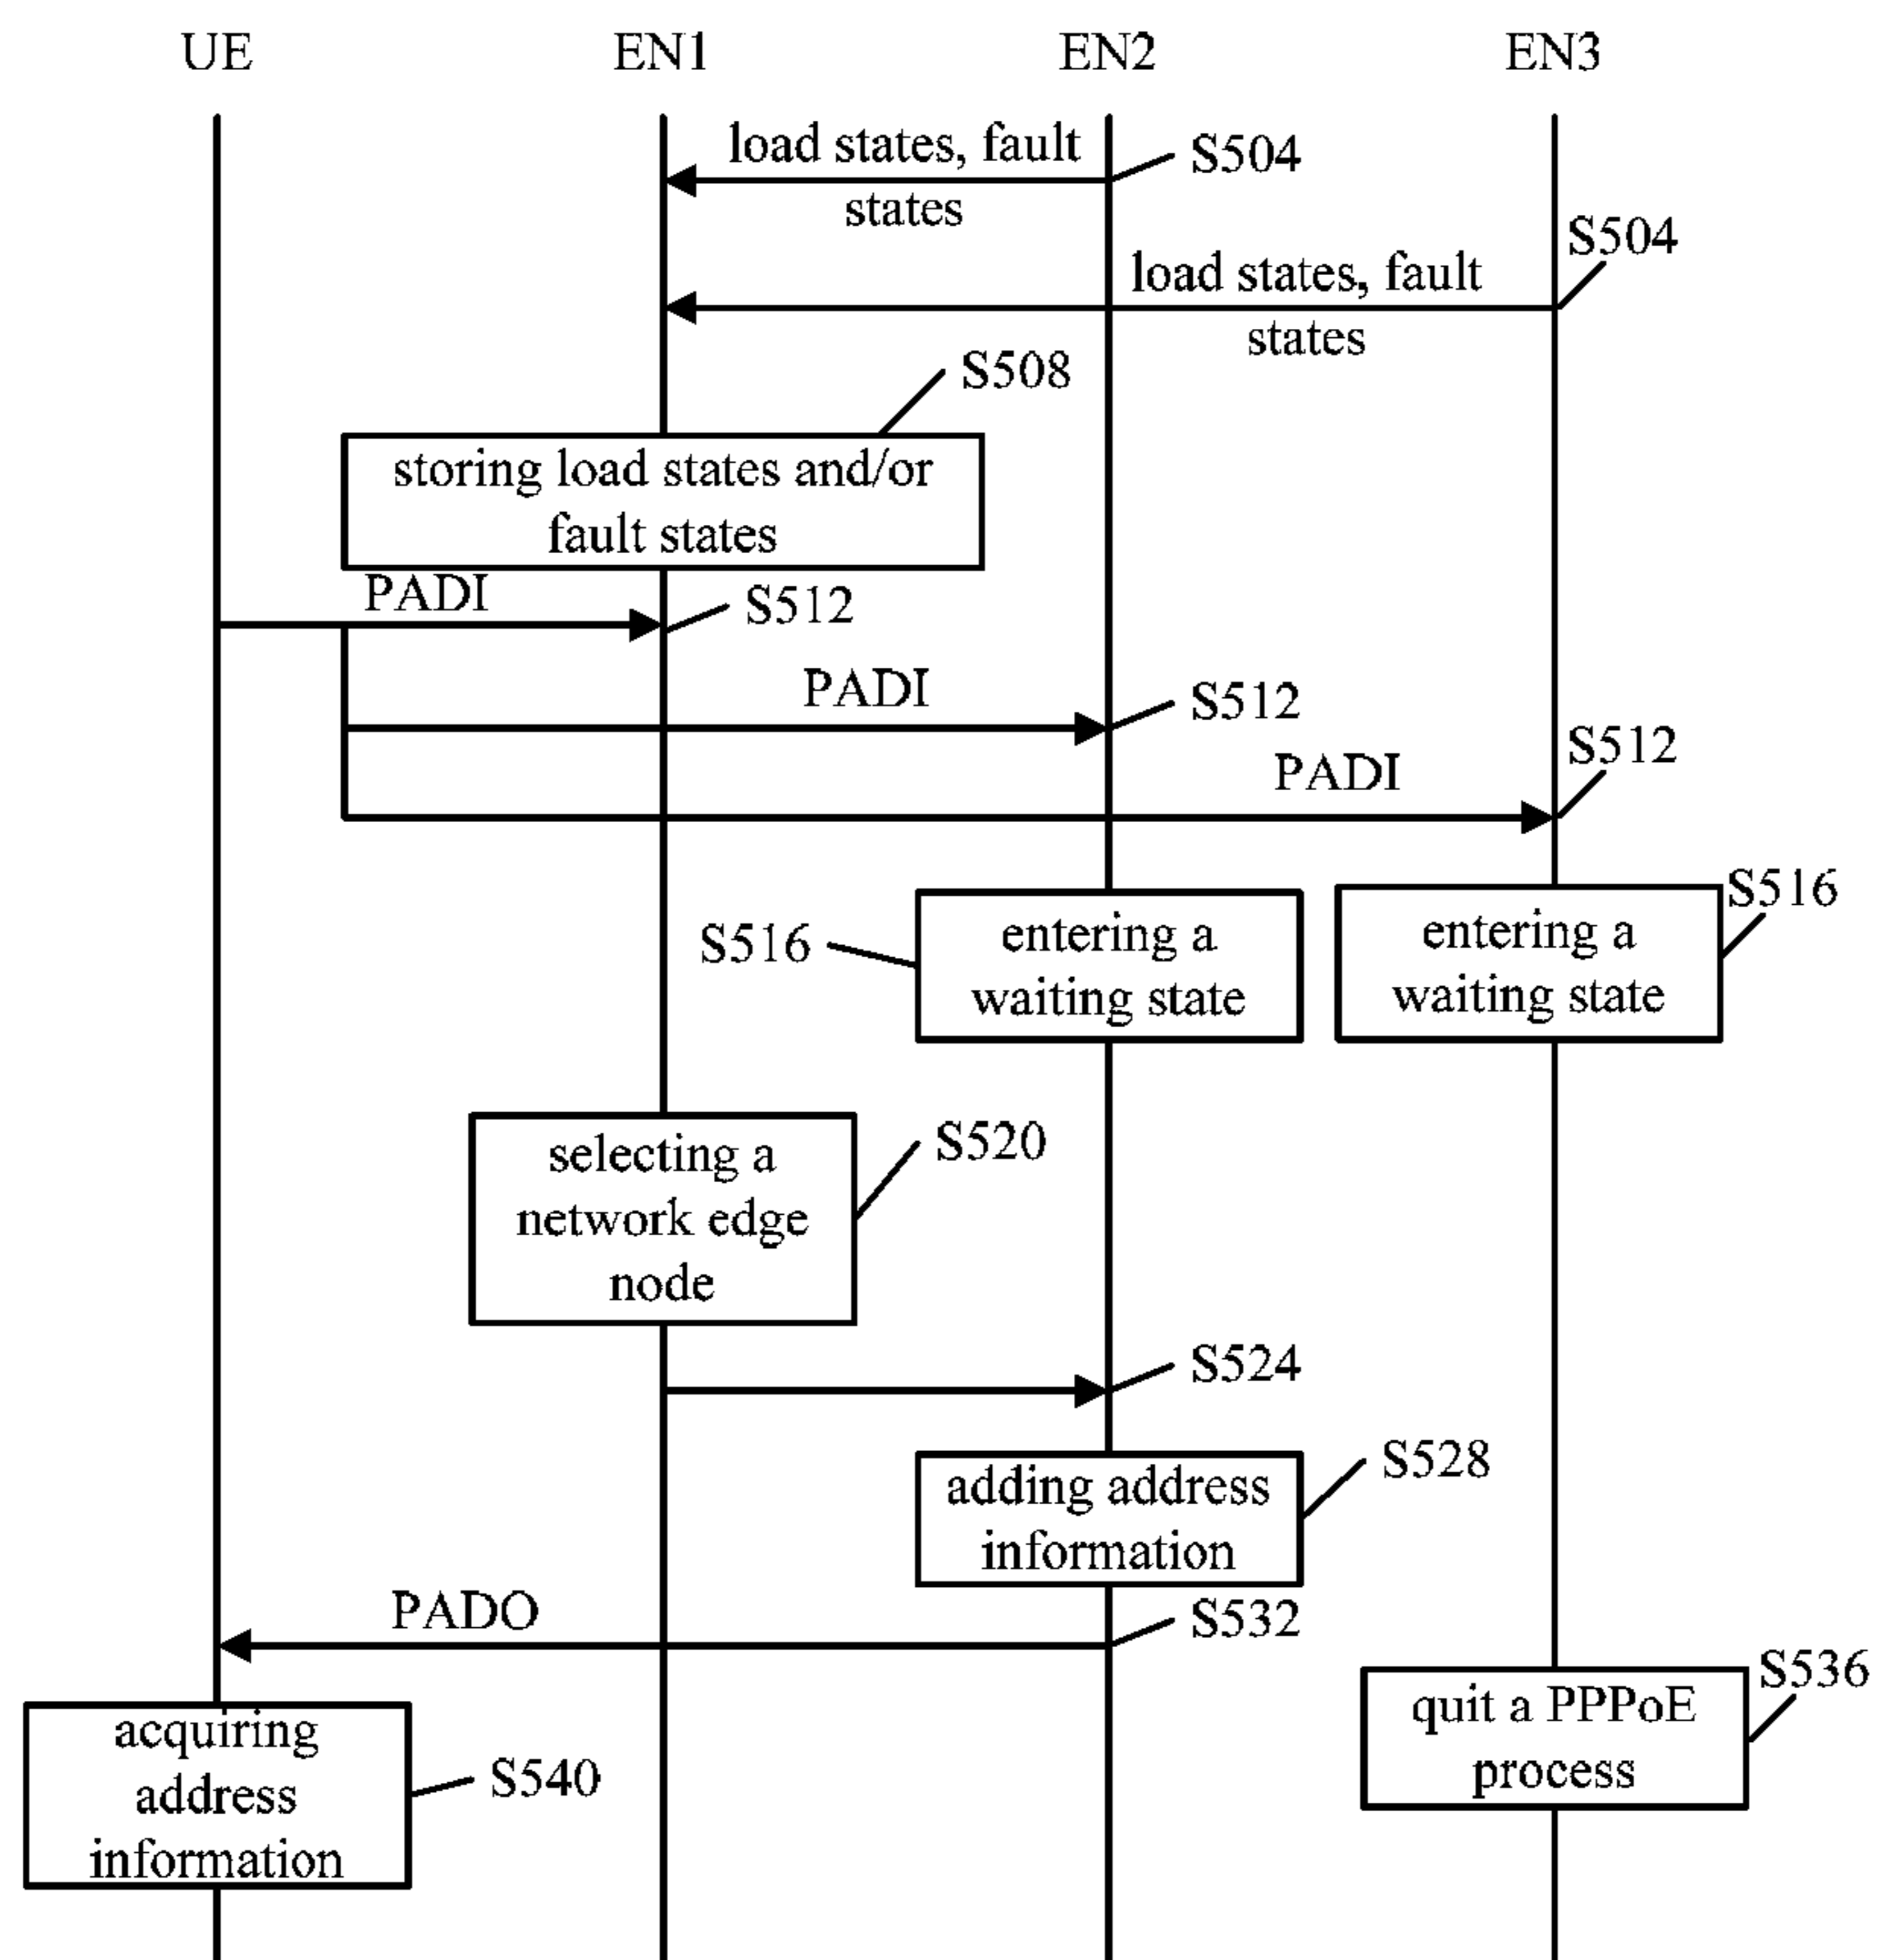 UE
EN1
EN2
EN3
load states, fault
states
S504
load states, fault
states
S504
S508
storing load states and/or
fault states
PADI
S512
PADI
S512
PADI
S512
S516
entering a
waiting state
entering a
waiting state
S516
selecting a
network edge
node
S520
S524
adding address
information
S528
PADO
S532
quit a PPPoE
process
S536
acquiring
address
information
S540